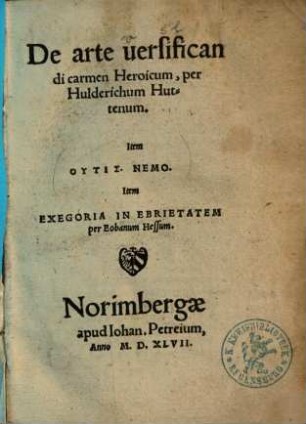 De arte uersifican
di carmen Heroicum, per
Hulderichum Hut-
tenum.
Item
ΟΥΤΙΣ. NEMO.
Item
EXEGORIA IN EBRIETATEM
per Eobanum Hessum.
Norimbergæ
apud Iohan. Petreium,
Anno M. D. XLVII.